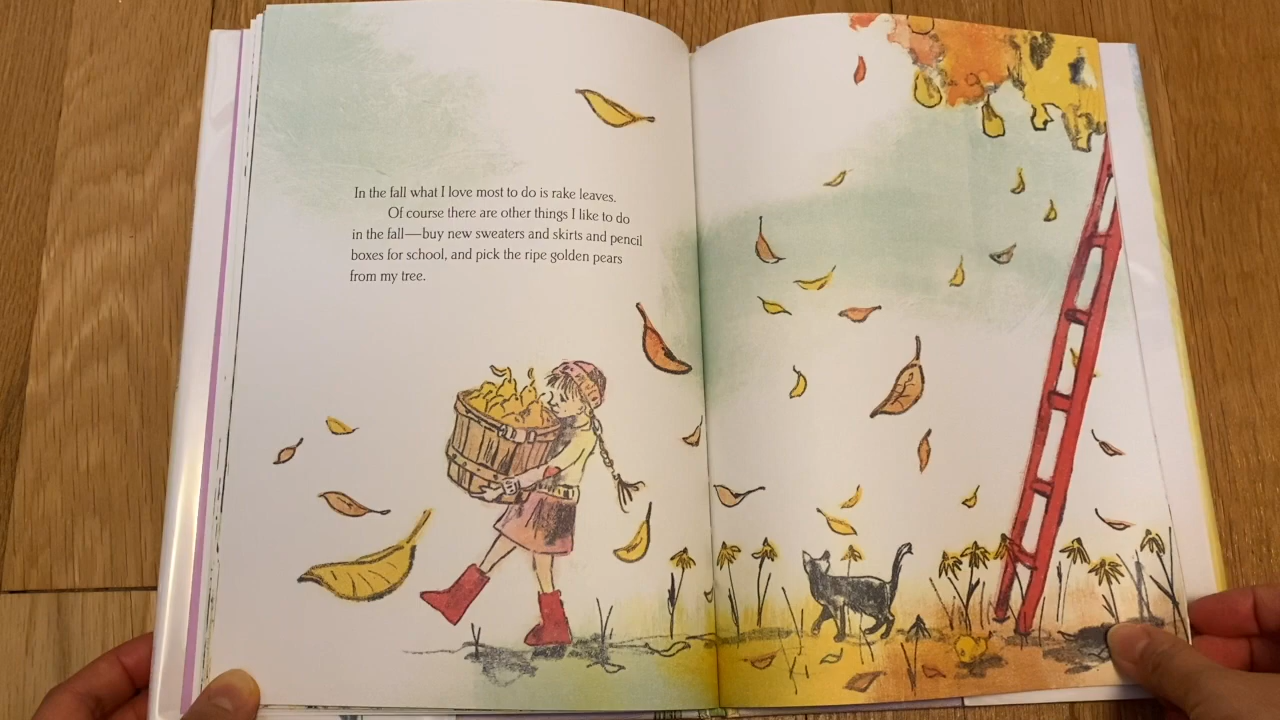 In the fall what I love most to do is rake leaves.
Of course there are other things I like to do
in the fall—buy new sweaters and skirts and pencil
boxes for school, and pick the ripe golden pears
from my tree.